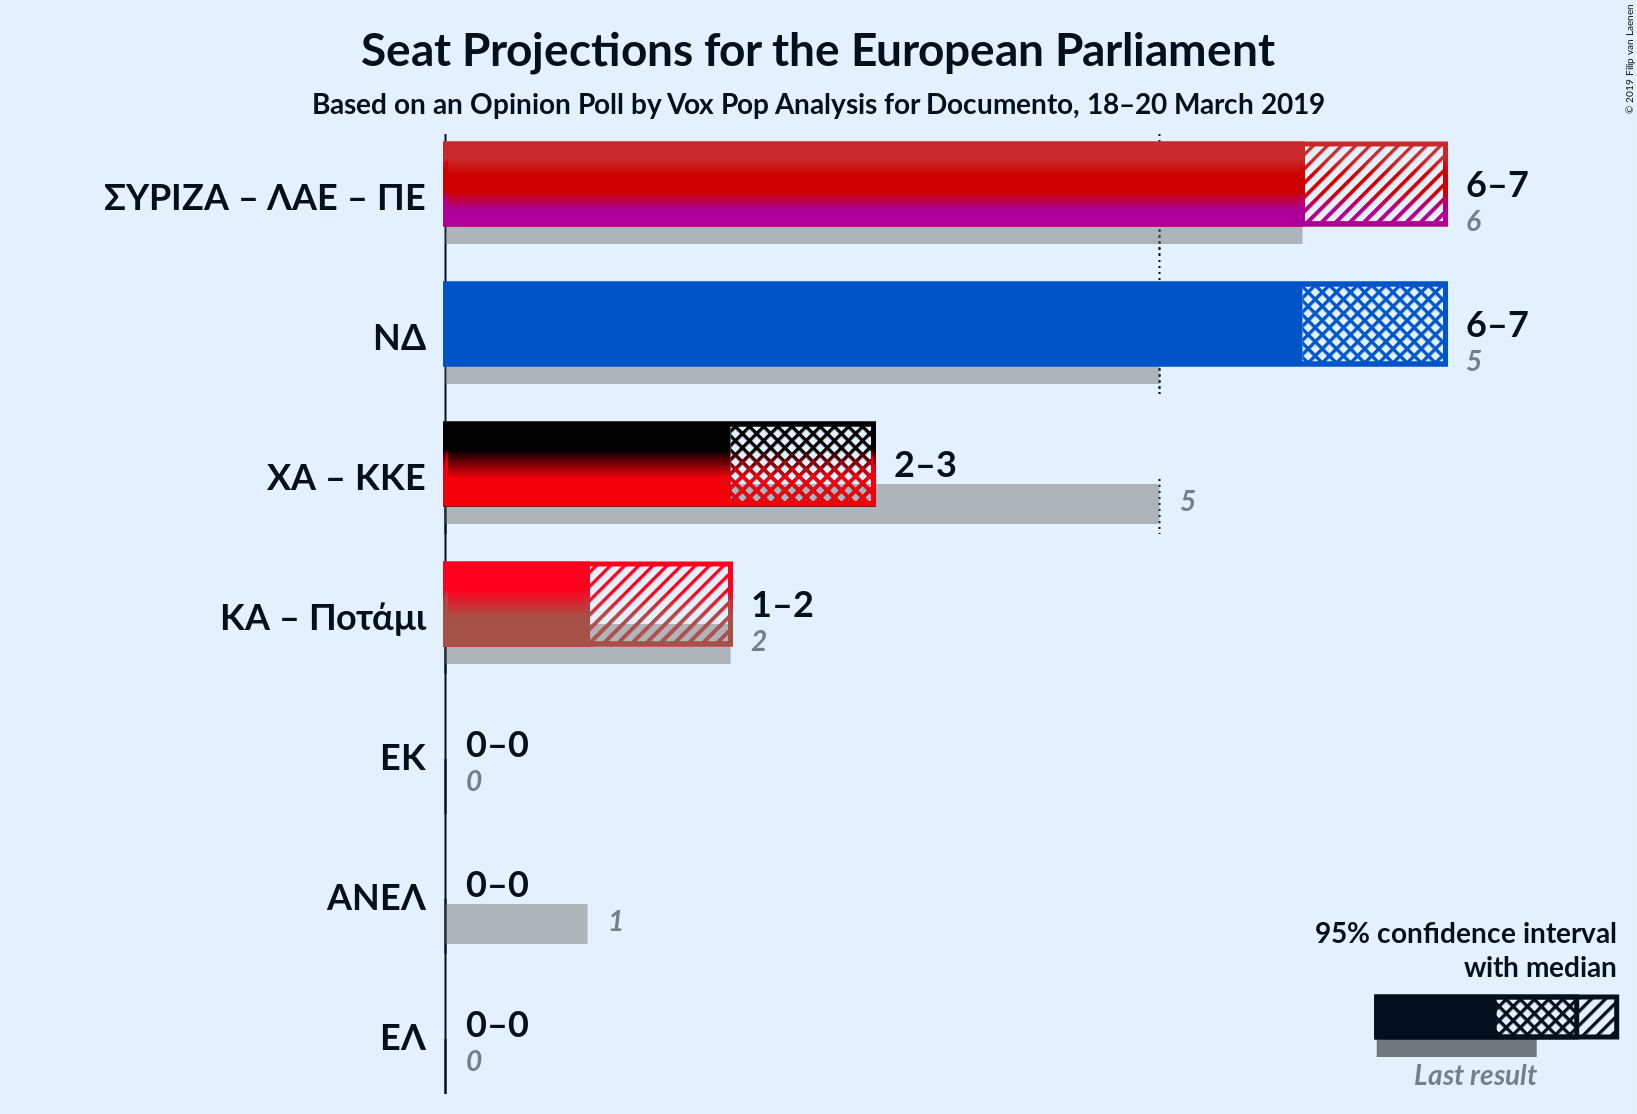 Seat Projections for the European Parliament
Based on an Opinion Poll by Vox Pop Analysis for Documento, 18–20 March 2019
© 2019 Filip van Laenen
ΣΥΡΙΖΑ – ΛΑΕ – ΠΕ
6–7
6
ΝΔ
6–7
5
ΧΑ – ΚΚΕ
2–3
5
ΚΑ – Ποτάμι
1–2
2
ΕΚ
0–0
0
ΑΝΕΛ
0–0
1
ΕΛ
0–0
0
95% confidence interval
with median
Last result